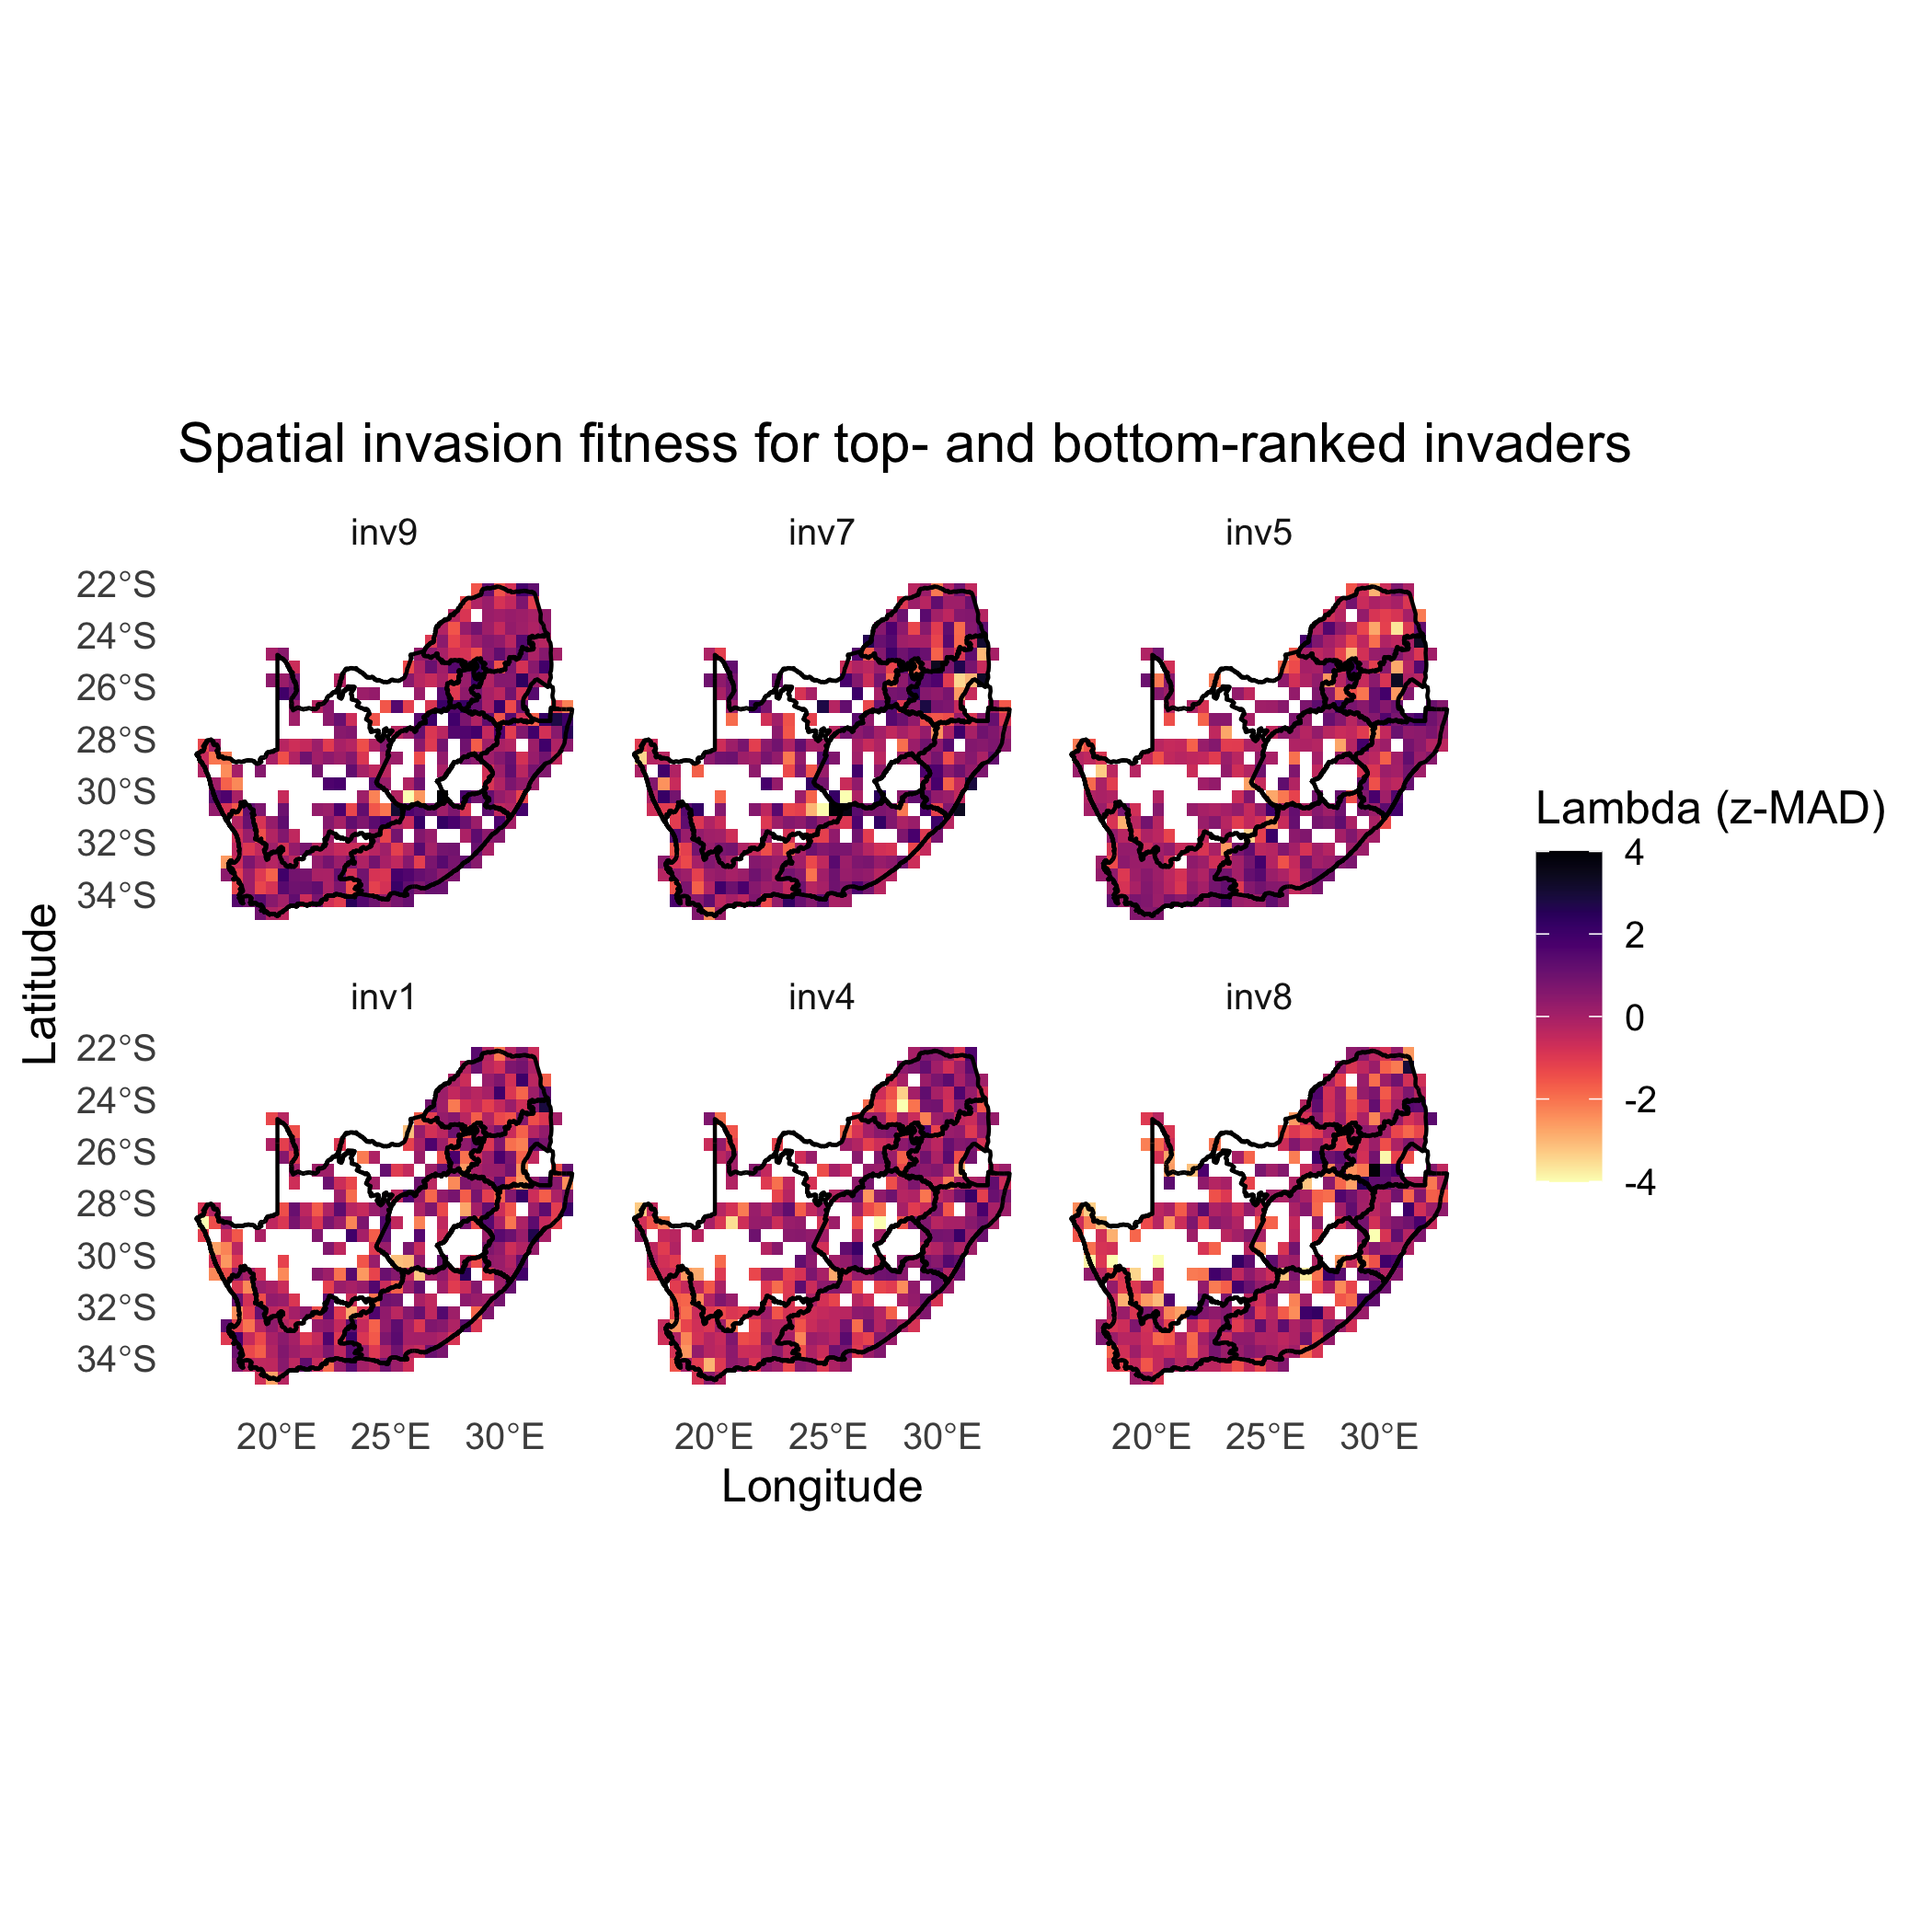 Spatial invasion fitness for top- and bottom-ranked invaders
inv9 inv7 inv5
22°S
24°S
26°S
28°S
30°S
32°S
34°S
inv1 inv4 inv8
22°S
24°S
26°S
28°S
30°S
32°S
34°S
20°E 25°E 30°E 20°E 25°E 30°E 20°E 25°E 30°E
Longitude
Latitude
Lambda (z-MAD)
4
2
0
-2
-4